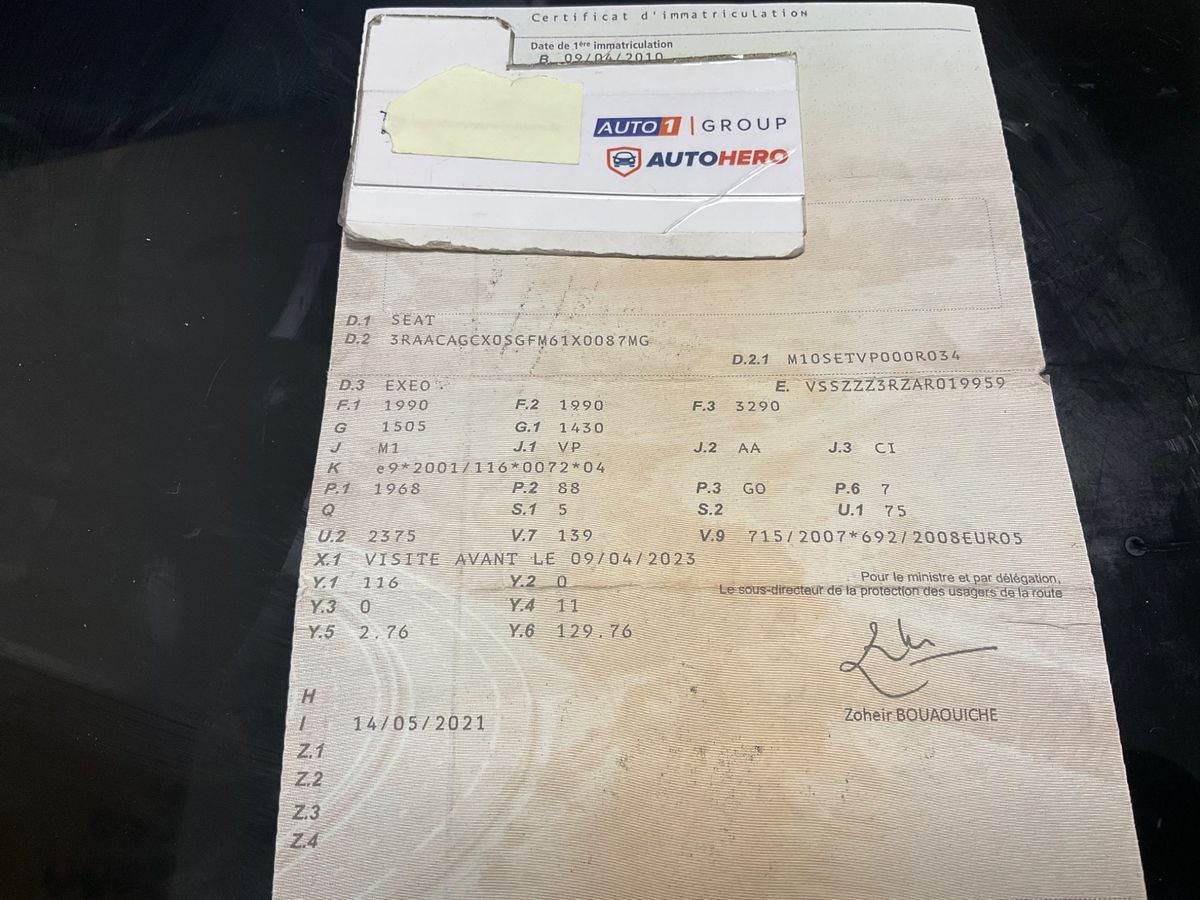 Certificat d'immatriculation
Date de 1ère immatriculation
B. 09/04/2010
AUTO1 | GROUP
AUTOHERO
D.1 SEAT
D.2 3RAACAGCX0SGFM61X0087MG
D.2.1 M10SETVP000R034
D.3 EXEO
E. VSSZZZ3RZAR019959
F.1 1990 F.2 1990 F.3 3290
G 1505 G.1 1430
J M1 J.1 VP J.2 AA J.3 CI
K e9*2001/116*0072*04
P.1 1968 P.2 88 P.3 GO P.6 7
Q S.1 5 S.2 U.1 75
U.2 2375 V.7 139 V.9 715/2007*692/2008EURO5
X.1 VISITE AVANT LE 09/04/2023
Y.1 116 Y.2 0
Pour le ministre et par délégation,
Le sous-directeur de la protection des usagers de la route
Y.3 0 Y.4 11
Y.5 2.76 Y.6 129.76
H
I 14/05/2021
Zoheir BOUAOUICHE
Z.1
Z.2
Z.3
Z.4